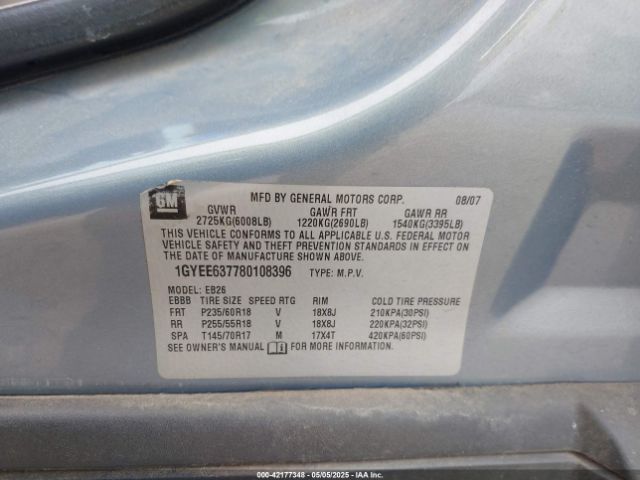 GM
MFD BY GENERAL MOTORS CORP. 08/07
GVWR GAWR FRT GAWR RR
2725KG(6008LB) 1220KG(2690LB) 1540KG(3395LB)
THIS VEHICLE CONFORMS TO ALL APPLICABLE U.S. FEDERAL MOTOR
VEHICLE SAFETY AND THEFT PREVENTION STANDARDS IN EFFECT ON
THE DATE OF MANUFACTURE SHOWN ABOVE.
1GYEE637780108396 TYPE: M.P.V.
MODEL: EB26
EBBB TIRE SIZE SPEED RTG RIM COLD TIRE PRESSURE
FRT P235/60R18 V 18X8J 210KPA(30PSI)
RR P255/55R18 V 18X8J 220KPA(32PSI)
SPA T145/70R17 M 17X4T 420KPA(60PSI)
SEE OWNER'S MANUAL FOR MORE INFORMATION.
000-42177348 - 05/05/2025 - IAAI.COM